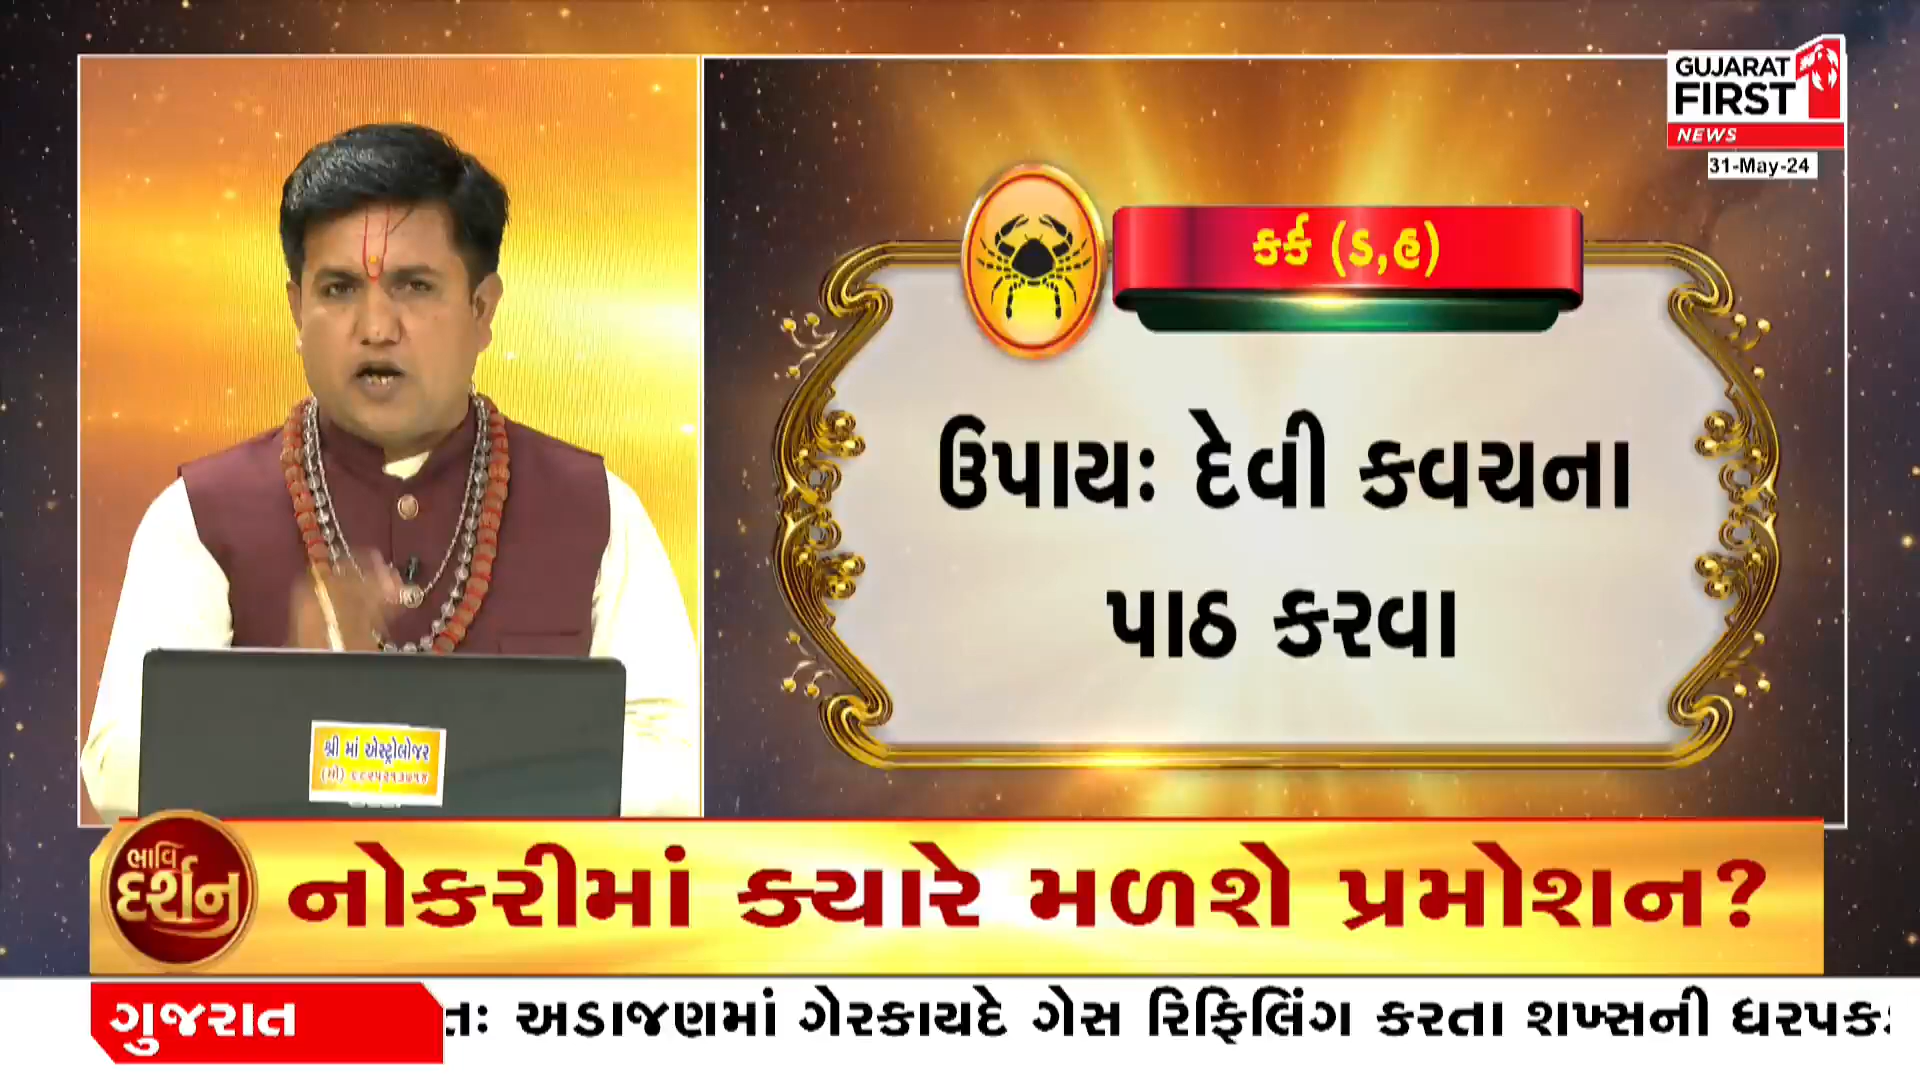 GUJARAT
FIRST 1
NEWS
31-May-24
કર્ક (ડ,હ)
ઉપાયઃ દેવી કવચના
પાઠ કરવા
શ્રી માં એસ્ટ્રોલોજર
ભાવિ
દર્શન
નોકરીમાં ક્યારે મળશે પ્રમોશન?
ગુજરાત
અડાજણમાં ગેરકાયદે ગેસ રિફિલિંગ કરતા શખ્સની